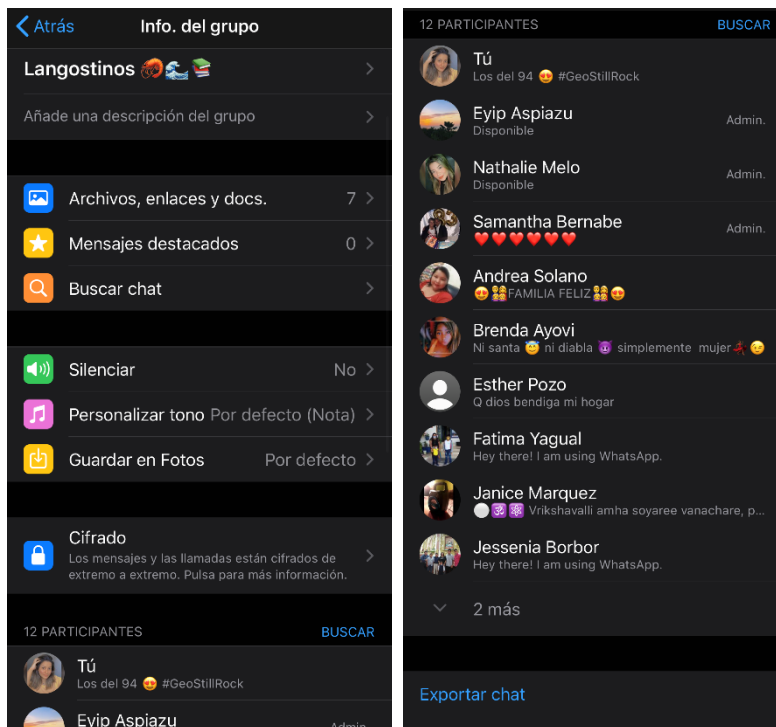 Atrás Info. del grupo
Langostinos 🦐🌊📚
Añade una descripción del grupo
Archivos, enlaces y docs. 7
Mensajes destacados 0
Buscar chat
Silenciar No
Personalizar tono Por defecto (Nota)
Guardar en Fotos Por defecto
Cifrado
Los mensajes y las llamadas están cifrados de
extremo a extremo. Pulsa para más información.
12 PARTICIPANTES BUSCAR
Tú
Los del 94 😍 #GeoStillRock
Eyip Aspiazu
Admin.
12 PARTICIPANTES BUSCAR
Tú
Los del 94 😍 #GeoStillRock
Eyip Aspiazu
Disponible Admin.
Nathalie Melo
Disponible Admin.
Samantha Bernabe
❤️❤️❤️❤️❤️❤️ Admin.
Andrea Solano
😍👯FAMILIA FELIZ👯😍
Brenda Ayovi
Ni santa 😇 ni diabla 😈 simplemente mujer💃😉
Esther Pozo
Q dios bendiga mi hogar
Fatima Yagual
Hey there! I am using WhatsApp.
Janice Marquez
⚪🕉⚛ Vrikshavalli amha soyaree vanachare, p...
Jessenia Borbor
Hey there! I am using WhatsApp.
2 más
Exportar chat